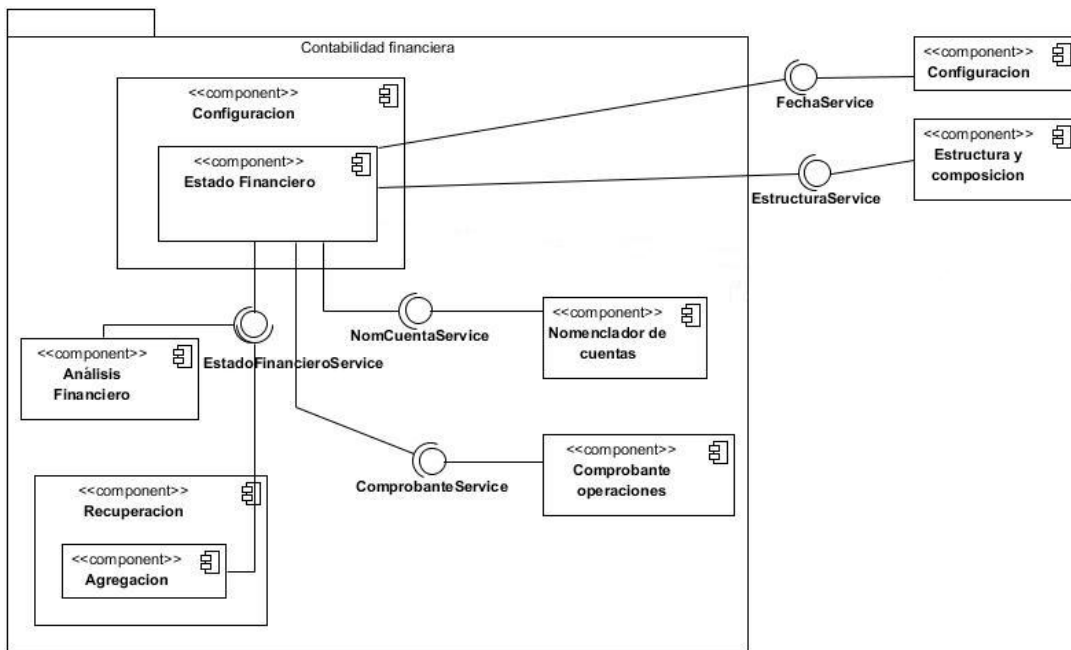 Contabilidad financiera
<<component>>
Configuracion
<<component>>
Estado Financiero
<<component>>
Configuracion
FechaService
<<component>>
Estructura y
composicion
EstructuraService
<<component>>
Análisis
Financiero
EstadoFinancieroService
NomCuentaService
<<component>>
Nomenclador de
cuentas
ComprobanteService
<<component>>
Comprobante
operaciones
<<component>>
Recuperacion
<<component>>
Agregacion